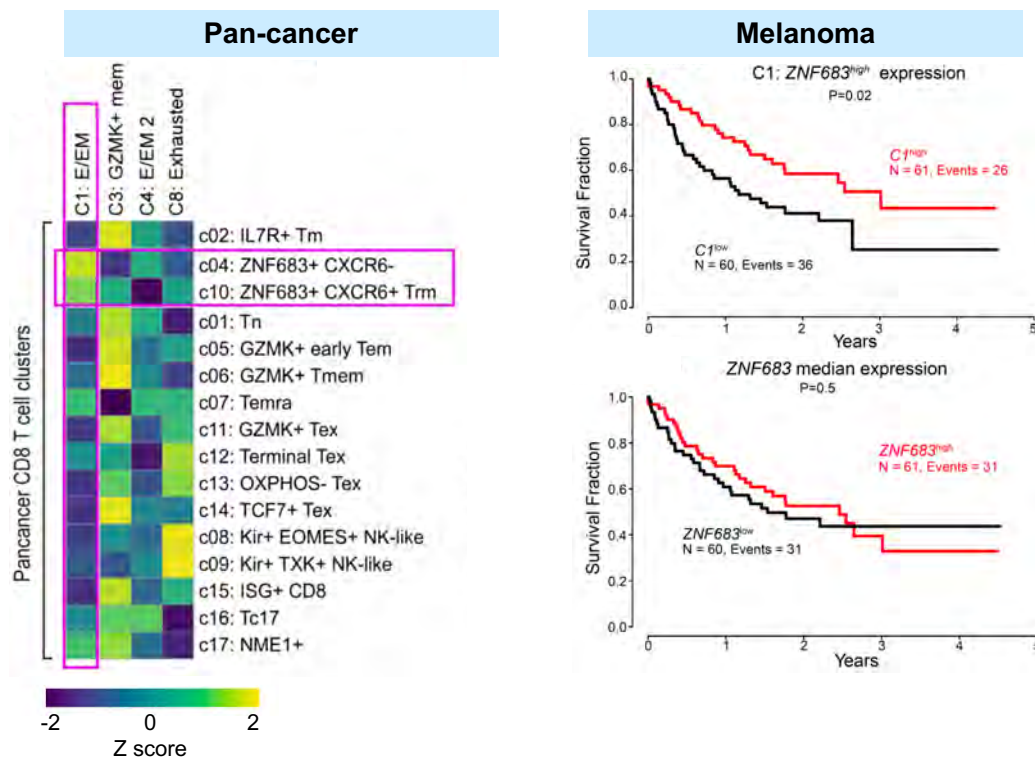 Pan-cancer
C1: E/EM
C3: GZMK+ mem
C4: E/EM 2
C8: Exhausted
Pancancer CD8 T cell clusters
c02: IL7R+ Tm
c04: ZNF683+ CXCR6-
c10: ZNF683+ CXCR6+ Trm
c01: Tn
c05: GZMK+ early Tem
c06: GZMK+ Tmem
c07: Temra
c11: GZMK+ Tex
c12: Terminal Tex
c13: OXPHOS- Tex
c14: TCF7+ Tex
c08: Kir+ EOMES+ NK-like
c09: Kir+ TXK+ NK-like
c15: ISG+ CD8
c16: Tc17
c17: NME1+
-2 0 2
Z score
Melanoma
C1: ZNF683high expression
P=0.02
Survival Fraction
1.0
0.8
0.6
0.4
0.2
0.0
C1high
N = 61, Events = 26
C1low
N = 60, Events = 36
0 1 2 3 4 5
Years
ZNF683 median expression
P=0.5
Survival Fraction
1.0
0.8
0.6
0.4
0.2
0.0
ZNF683high
N = 61, Events = 31
ZNF683low
N = 60, Events = 31
0 1 2 3 4 5
Years